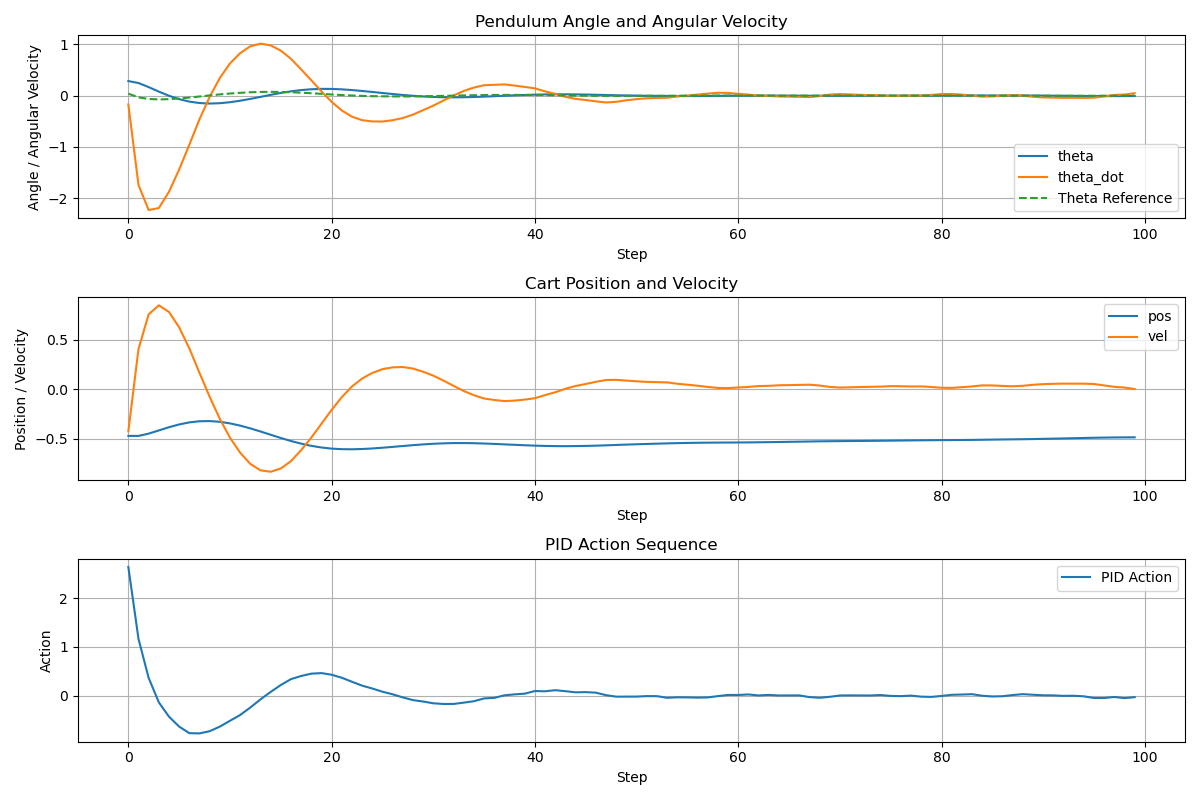 Pendulum Angle and Angular Velocity
Angle / Angular Velocity
1
0
−1
−2
theta
theta_dot
Theta Reference
0 20 40 60 80 100
Step
Cart Position and Velocity
Position / Velocity
0.5
0.0
−0.5
pos
vel
0 20 40 60 80 100
Step
PID Action Sequence
Action
2
1
0
PID Action
0 20 40 60 80 100
Step